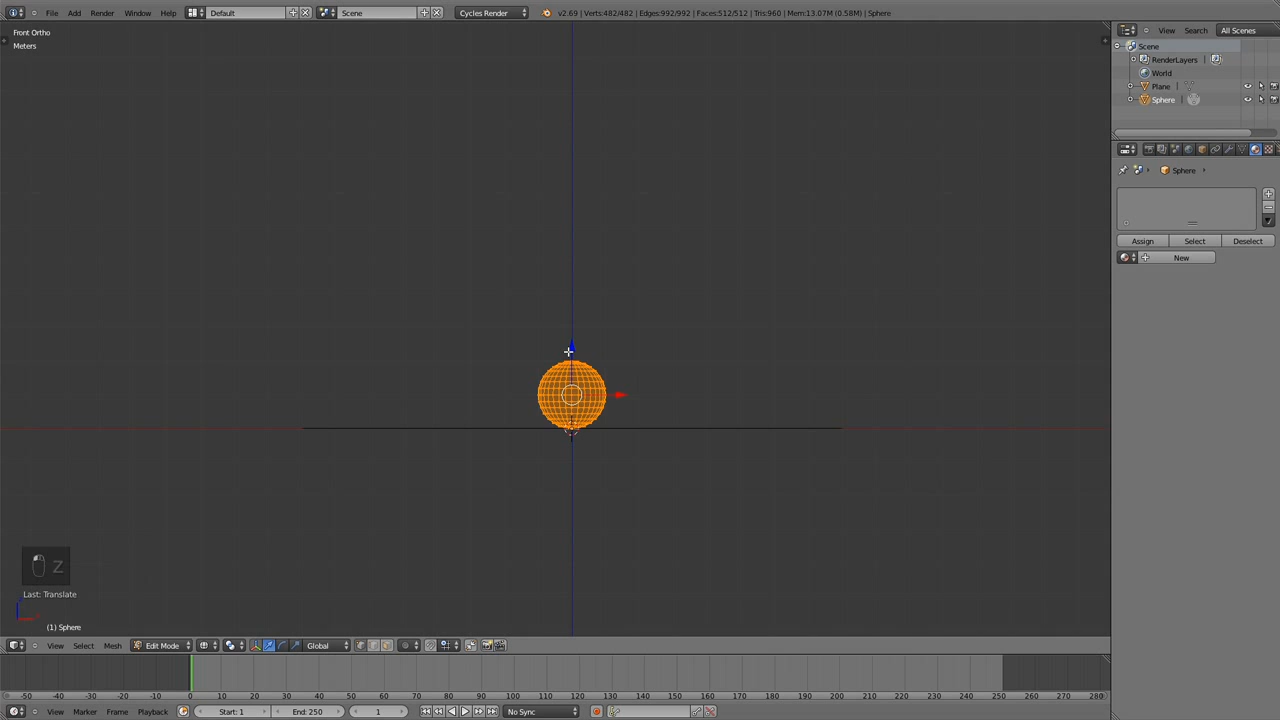 File Add Render Window Help Default Scene Cycles Render v2.69 | Verts:482/482 | Edges:992/992 | Faces:512/512 | Tris:960 | Mem:13.07M (0.58M) | Sphere
Front Ortho
Meters
View Search All Scenes
Scene
RenderLayers |
World
Plane |
Sphere |
Sphere
Assign Select Deselect
New
Z
Last: Translate
(1) Sphere
View Select Mesh Edit Mode Global
-50 -40 -30 -20 -10 0 10 20 30 40 50 60 70 80 90 100 110 120 130 140 150 160 170 180 190 200 210 220 230 240 250 260 270 280
View Marker Frame Playback Start: 1 End: 250 1 No Sync